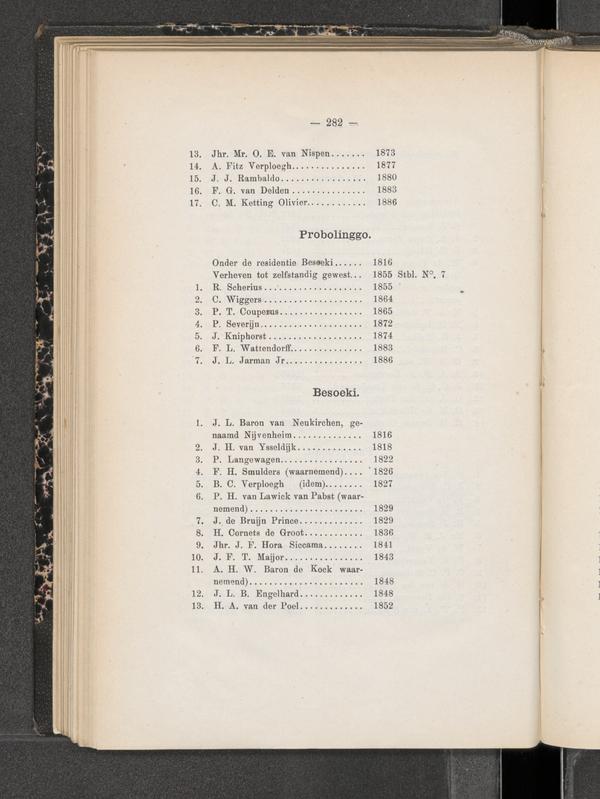 — 282 —
13. Jhr. Mr. O. E. van Nispen....... 1873
14. A. Fitz Verploegh.............. 1877
15. J. J. Rambaldo................ 1880
16. F. G. van Delden .............. 1883
17. C. M. Ketting Olivier........... 1886
Probolinggo.
Onder de residentie Besoeki...... 1816
Verheven tot zelfstandig gewest... 1855 Stbl. N°. 7
1. R. Scherius................... 1855
2. C. Wiggers................... 1864
3. P. T. Couperus................ 1865
4. P. Severijn................... 1872
5. J. Kniphorst.................. 1874
6. F. L. Wattendorff.............. 1883
7. J. L. Jarman Jr............... 1886
Besoeki.
1. J. L. Baron van Neukirchen, ge-
naamd Nijvenheim............. 1816
2. J. H. van Ysseldijk............. 1818
3. P. Langewagen................ 1822
4. F. H. Smulders (waarnemend).... 1826
5. B. C. Verploegh (idem)........ 1827
6. P. H. van Lawick van Pabst (waar-
nemend)...................... 1829
7. J. de Bruijn Prince............ 1829
8. H. Cornets de Groot........... 1836
9. Jhr. J. F. Hora Siccama........ 1841
10. J. F. T. Maijor............... 1843
11. A. H. W. Baron de Kock waar-
nemend)...................... 1848
12. J. L. B. Engelhard............ 1848
13. H. A. van der Poel............ 1852